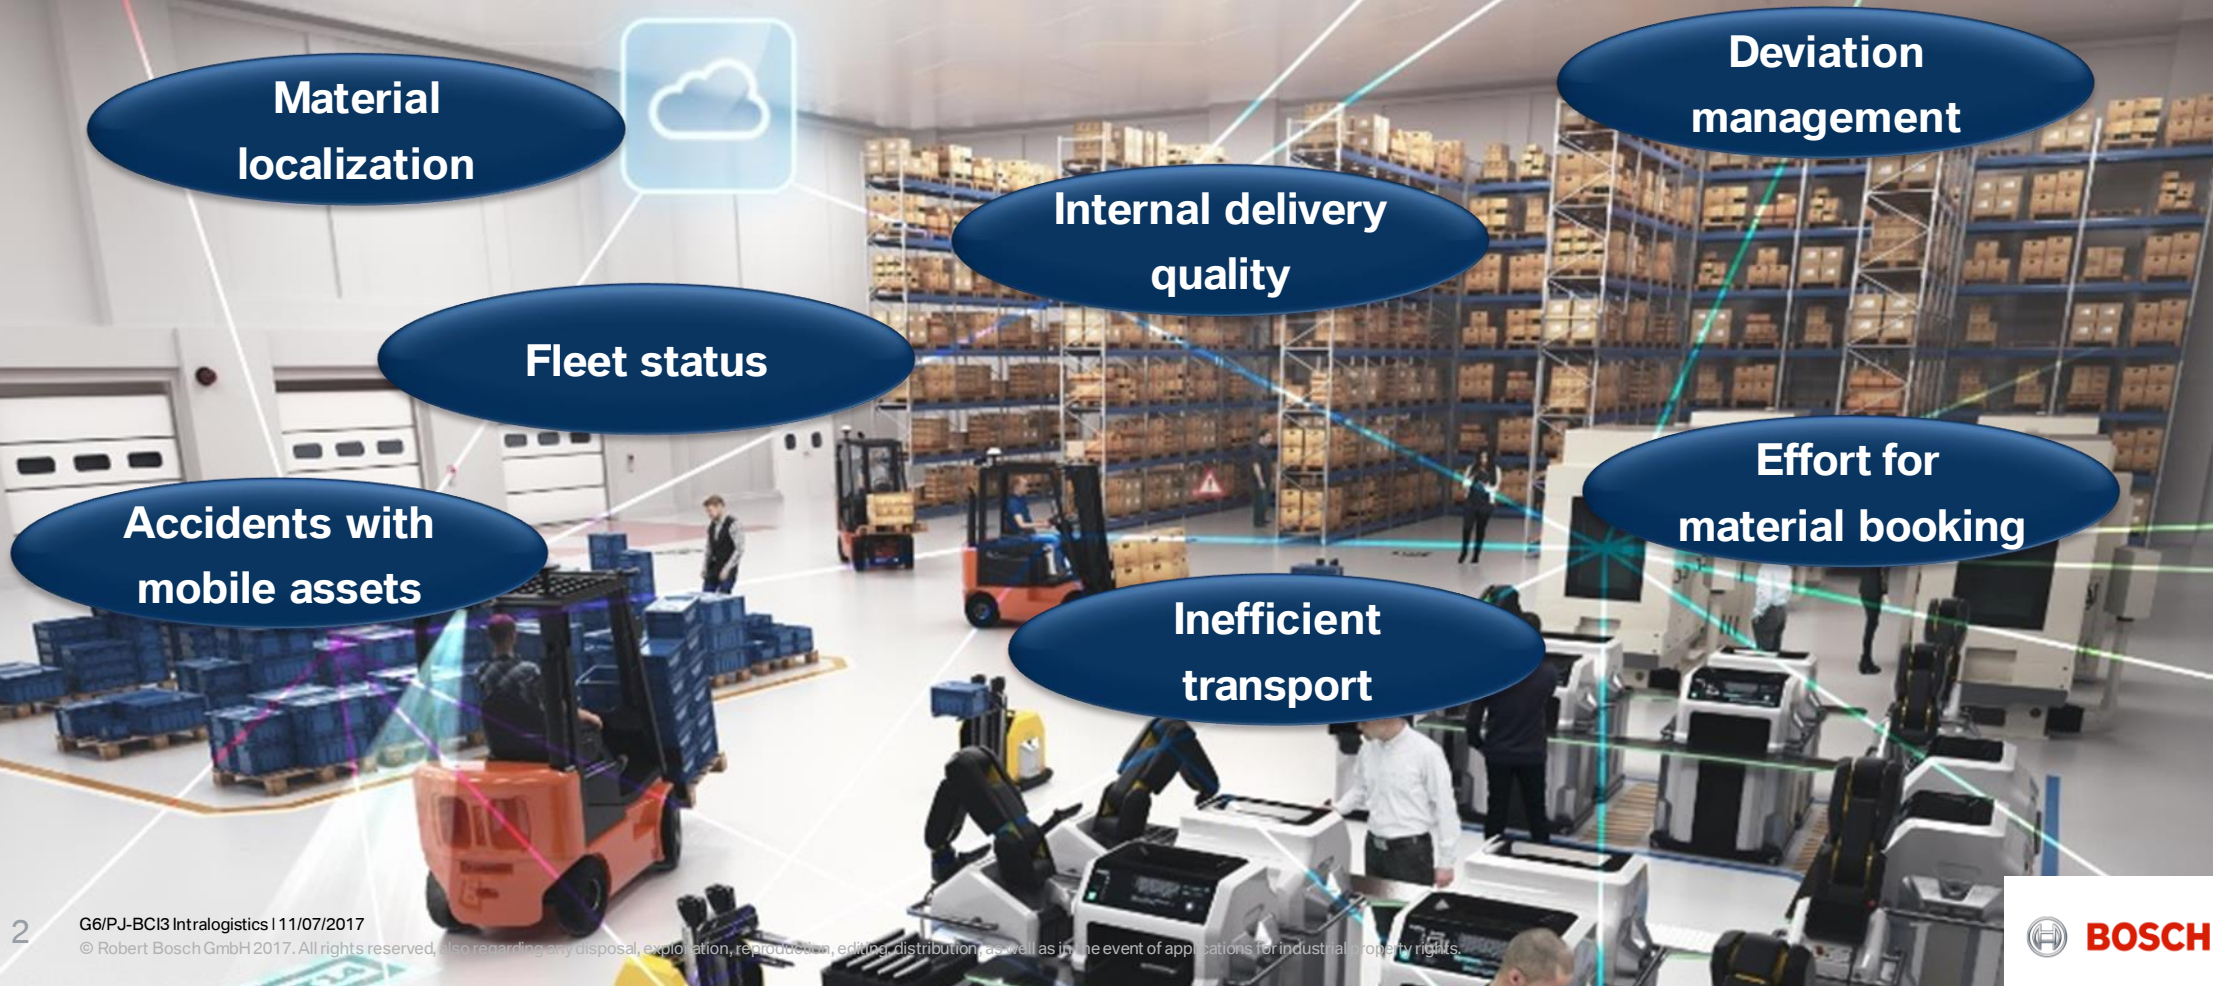 Material
localization
Deviation
management
Internal delivery
quality
Fleet status
Effort for
material booking
Accidents with
mobile assets
Inefficient
transport
2
G6/PJ-BCI3 Intralogistics | 11/07/2017
© Robert Bosch GmbH 2017. All rights reserved, also regarding any disposal, exploitation, reproduction, editing, distribution, as well as in the event of applications for industrial property rights.
BOSCH